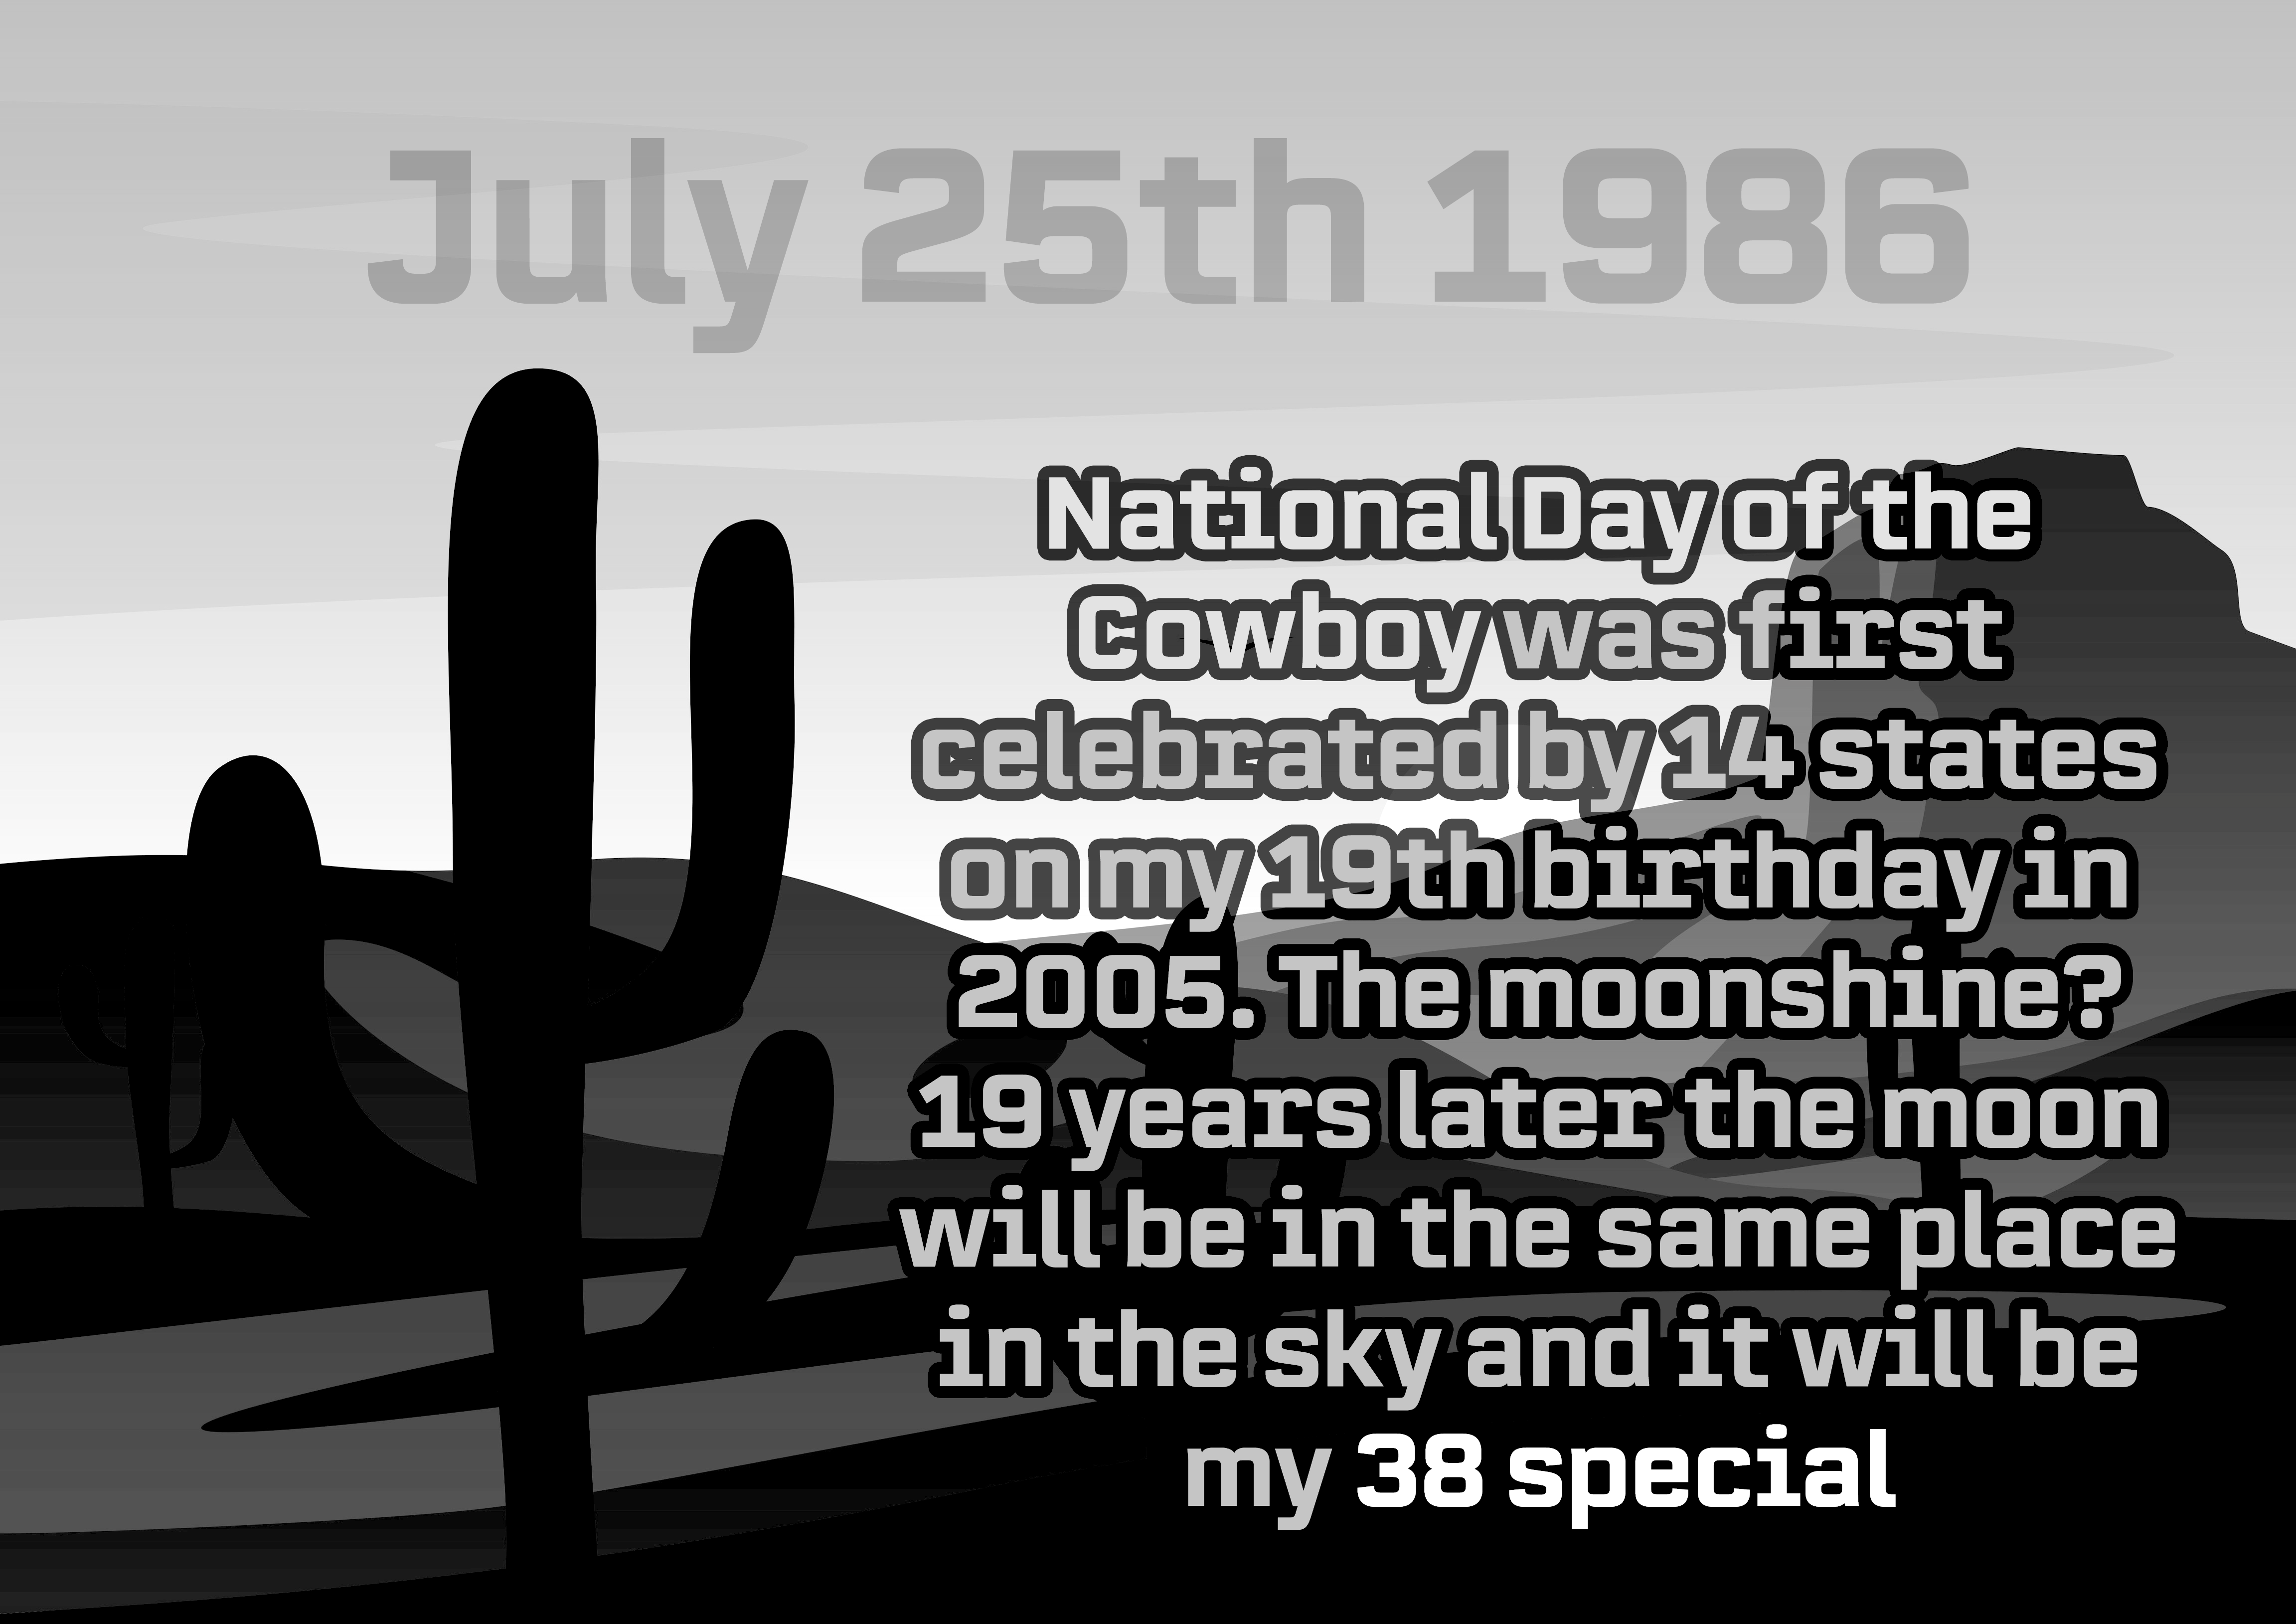 July 25th 1986
National Day of the
Cowboy was first
celebrated by 14 states
on my 19th birthday in
2005. The moonshine?
19 years later the moon
will be in the same place
in the sky and it will be
my 38 special